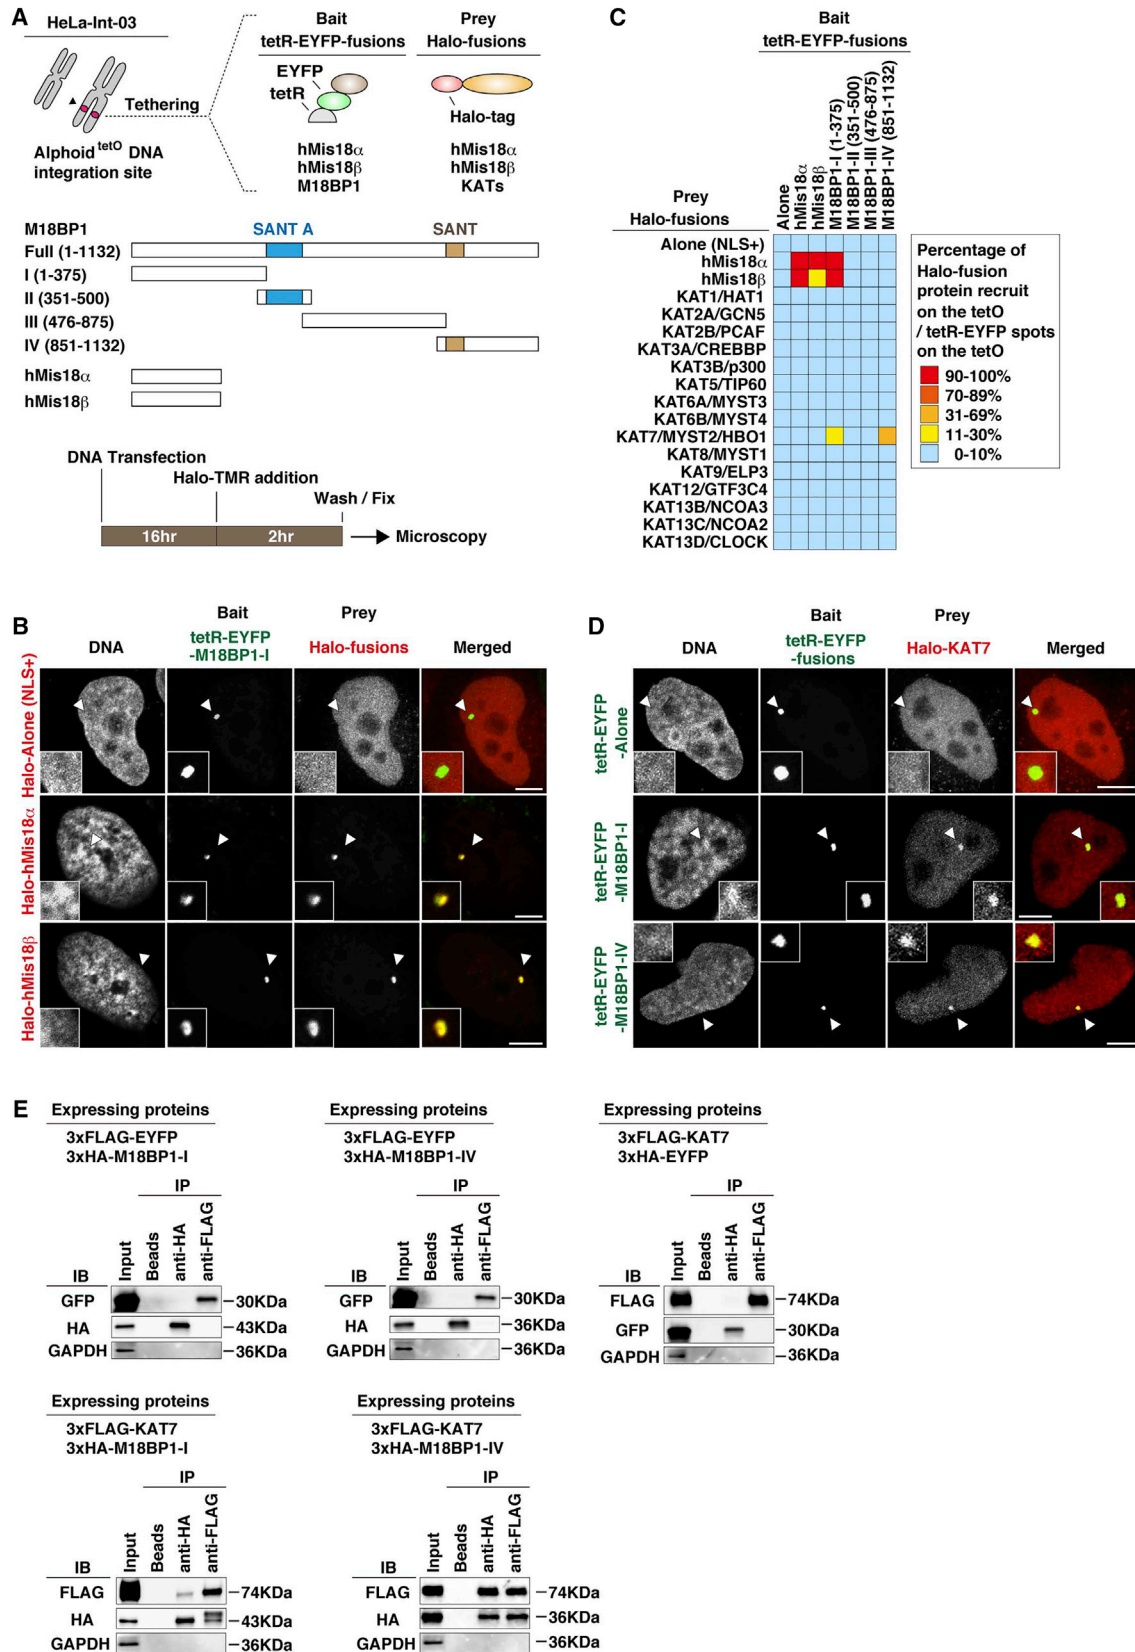 A
HeLa-Int-03
Bait
tetR-EYFP-fusions
Prey
Halo-fusions
EYFP
tetR
Tethering
Halo-tag
Alphoid tetO DNA
integration site
hMis18α
hMis18β
M18BP1
hMis18α
hMis18β
KATs
M18BP1
SANT A
SANT
Full (1-1132)
I (1-375)
II (351-500)
III (476-875)
IV (851-1132)
hMis18α
hMis18β
DNA Transfection
Halo-TMR addition
Wash / Fix
16hr
2hr
Microscopy
C
Bait
tetR-EYFP-fusions
Alone
hMis18α
hMis18β
M18BP1-I (1-375)
M18BP1-II (351-500)
M18BP1-III (476-875)
M18BP1-IV (851-1132)
Prey
Halo-fusions
Alone (NLS+)
hMis18α
hMis18β
KAT1/HAT1
KAT2A/GCN5
KAT2B/PCAF
KAT3A/CREBBP
KAT3B/p300
KAT5/TIP60
KAT6A/MYST3
KAT6B/MYST4
KAT7/MYST2/HBO1
KAT8/MYST1
KAT9/ELP3
KAT12/GTF3C4
KAT13B/NCOA3
KAT13C/NCOA2
KAT13D/CLOCK
Percentage of
Halo-fusion
protein recruit
on the tetO
/ tetR-EYFP spots
on the tetO
90-100%
70-89%
31-69%
11-30%
0-10%
B
Bait
Prey
DNA
tetR-EYFP
-M18BP1-I
Halo-fusions
Merged
Halo-Alone (NLS+)
Halo-hMis18α
Halo-hMis18β
D
Bait
Prey
DNA
tetR-EYFP
-fusions
Halo-KAT7
Merged
tetR-EYFP
-Alone
tetR-EYFP
-M18BP1-I
tetR-EYFP
-M18BP1-IV
E
Expressing proteins
3xFLAG-EYFP
3xHA-M18BP1-I
IP
Input
Beads
anti-HA
anti-FLAG
IB
GFP
30KDa
HA
43KDa
GAPDH
36KDa
Expressing proteins
3xFLAG-EYFP
3xHA-M18BP1-IV
IP
Input
Beads
anti-HA
anti-FLAG
IB
GFP
30KDa
HA
36KDa
GAPDH
36KDa
Expressing proteins
3xFLAG-KAT7
3xHA-EYFP
IP
Input
Beads
anti-HA
anti-FLAG
IB
FLAG
74KDa
GFP
30KDa
GAPDH
36KDa
Expressing proteins
3xFLAG-KAT7
3xHA-M18BP1-I
IP
Input
Beads
anti-HA
anti-FLAG
IB
FLAG
74KDa
HA
43KDa
GAPDH
36KDa
Expressing proteins
3xFLAG-KAT7
3xHA-M18BP1-IV
IP
Input
Beads
anti-HA
anti-FLAG
IB
FLAG
74KDa
HA
36KDa
GAPDH
36KDa